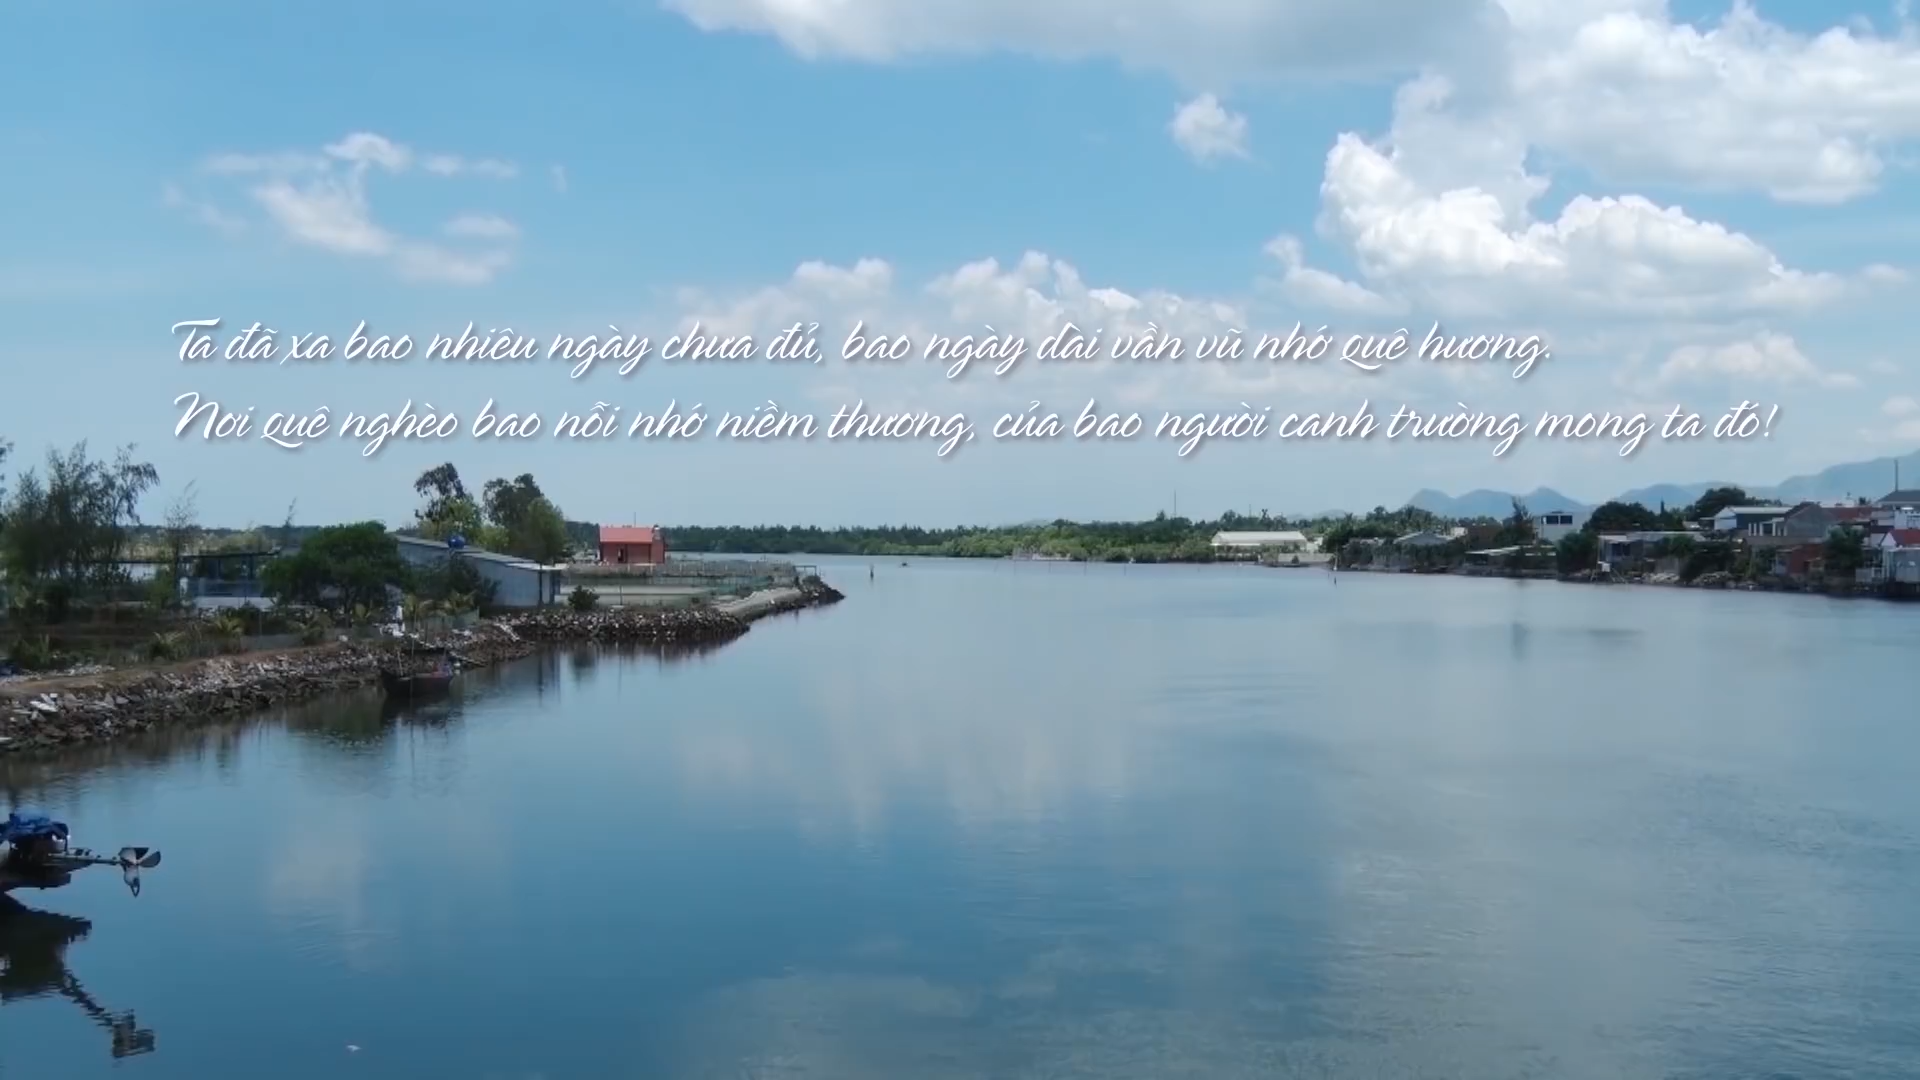 Ta đã xa bao nhiêu ngày chưa đủ, bao ngày dài vần vũ nhớ quê hương.
Nơi quê nghèo bao nỗi nhớ niềm thương, của bao người canh trường mong ta đó!